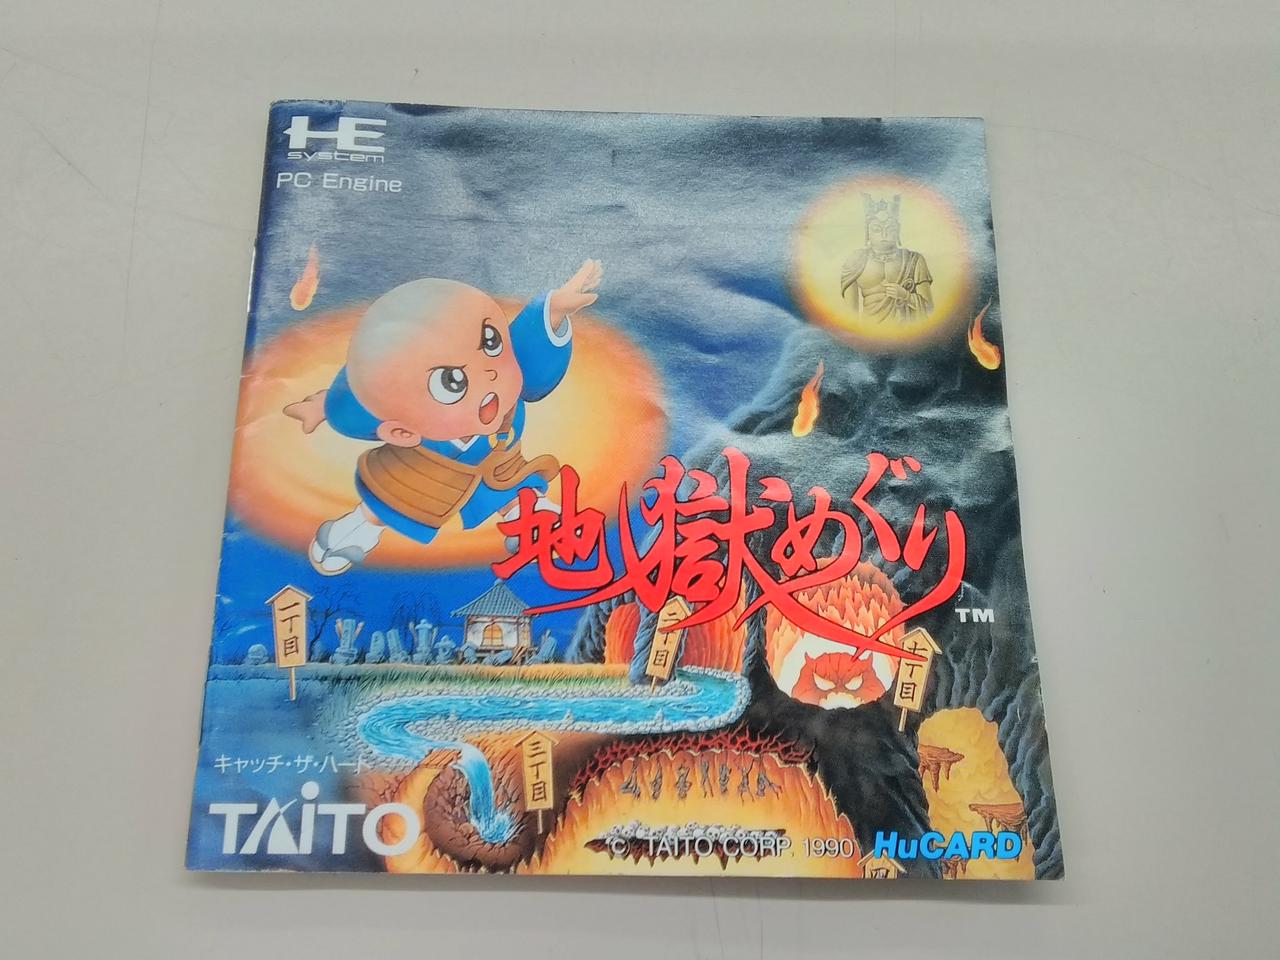 HE
system
PC Engine
地獄めぐり
TM
一丁目
二丁目
七丁目
三丁目
キャッチ・ザ・ハート
TAiTO
© TAITO CORP. 1990
HuCARD